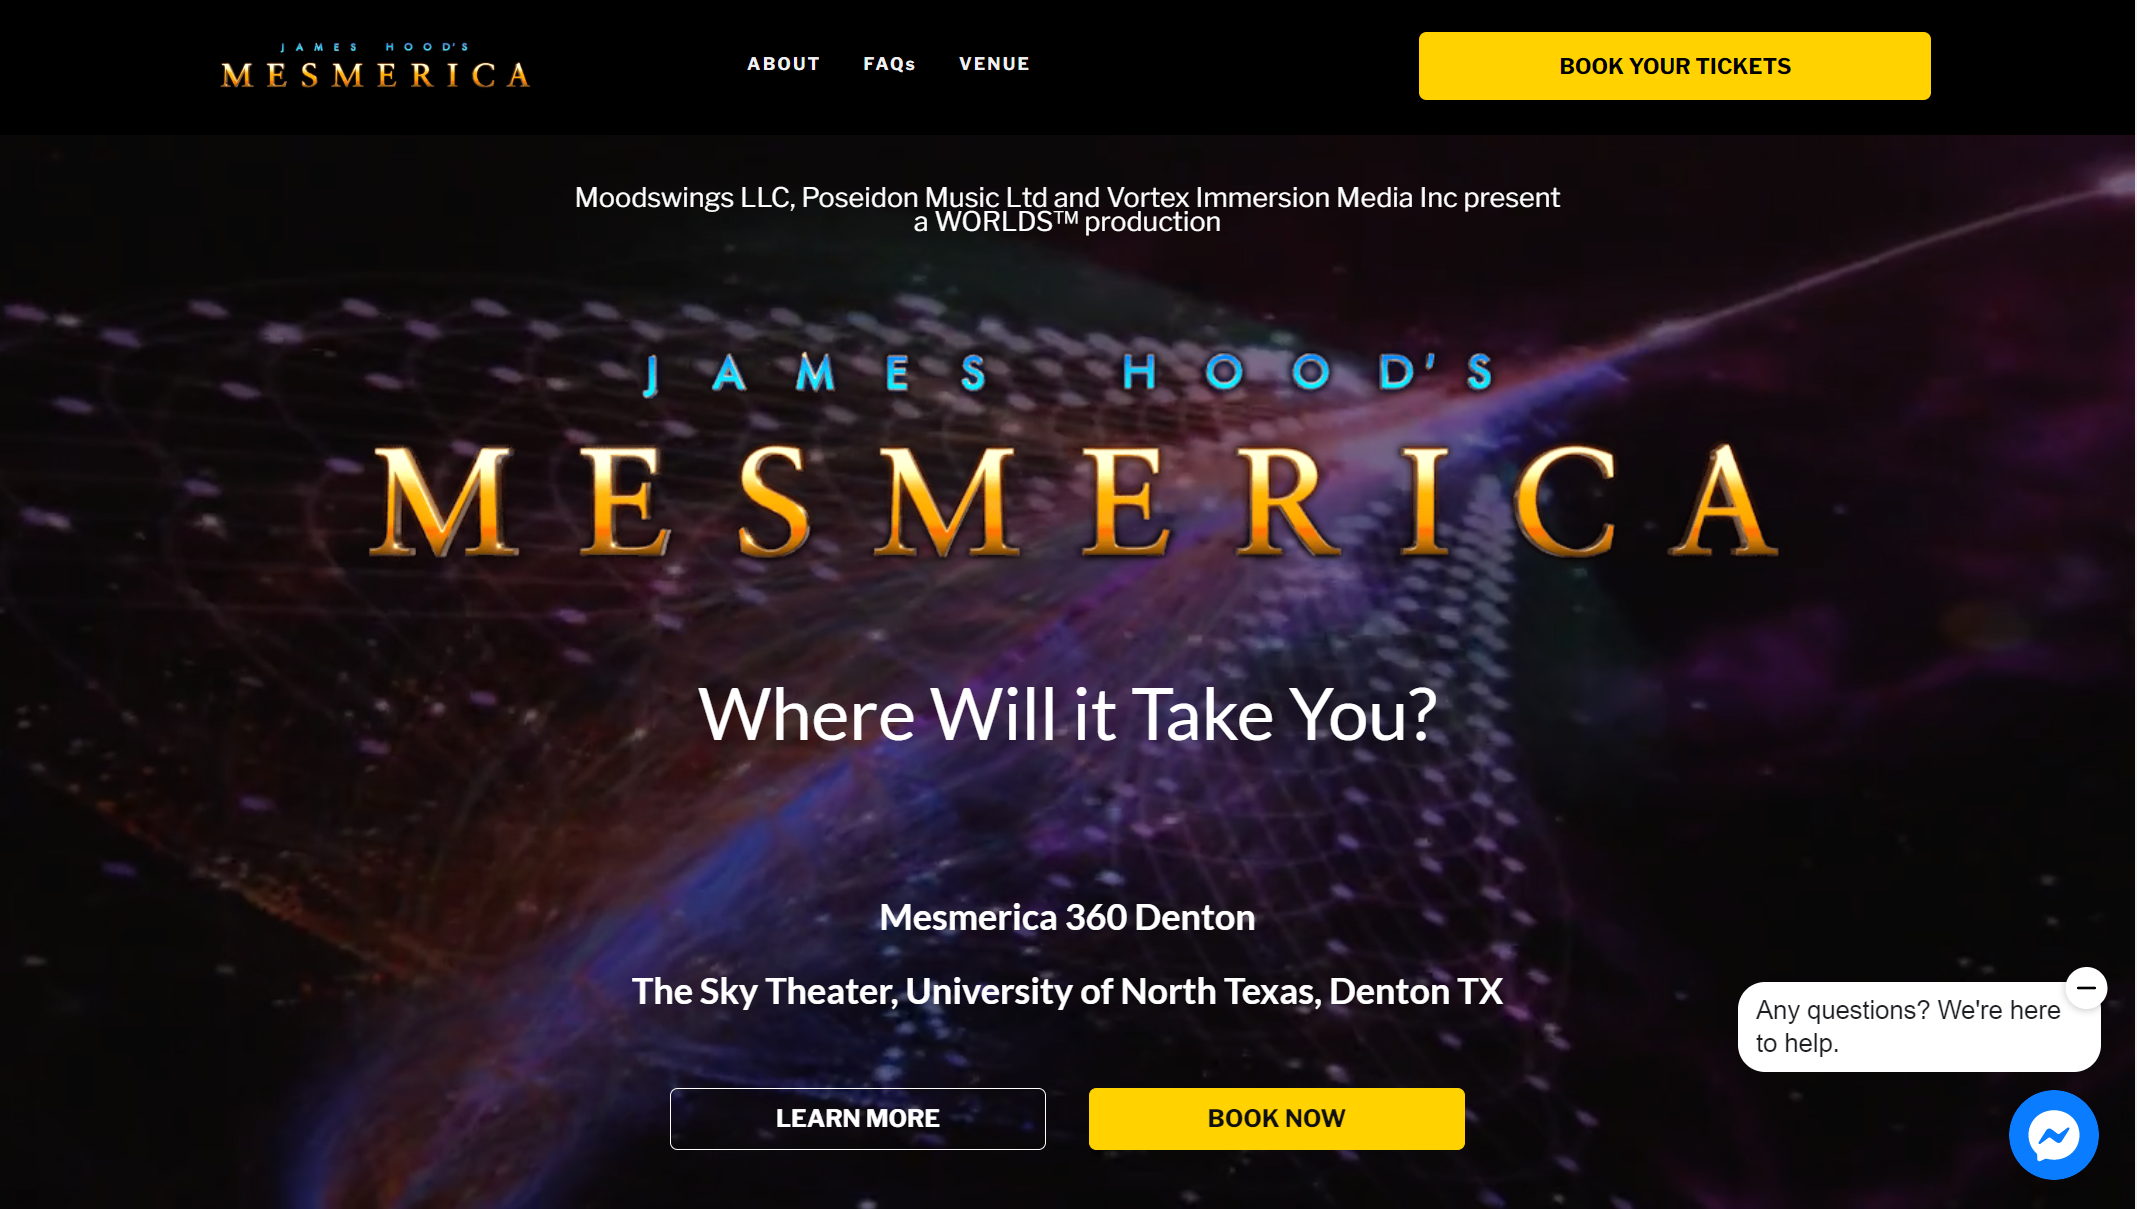 JAMES HOOD'S
MESMERICA
ABOUT
FAQs
VENUE
BOOK YOUR TICKETS
Moodswings LLC, Poseidon Music Ltd and Vortex Immersion Media Inc present
a WORLDS™ production
JAMES HOOD'S
MESMERICA
Where Will it Take You?
Mesmerica 360 Denton
The Sky Theater, University of North Texas, Denton TX
LEARN MORE
BOOK NOW
Any questions? We're here
to help.